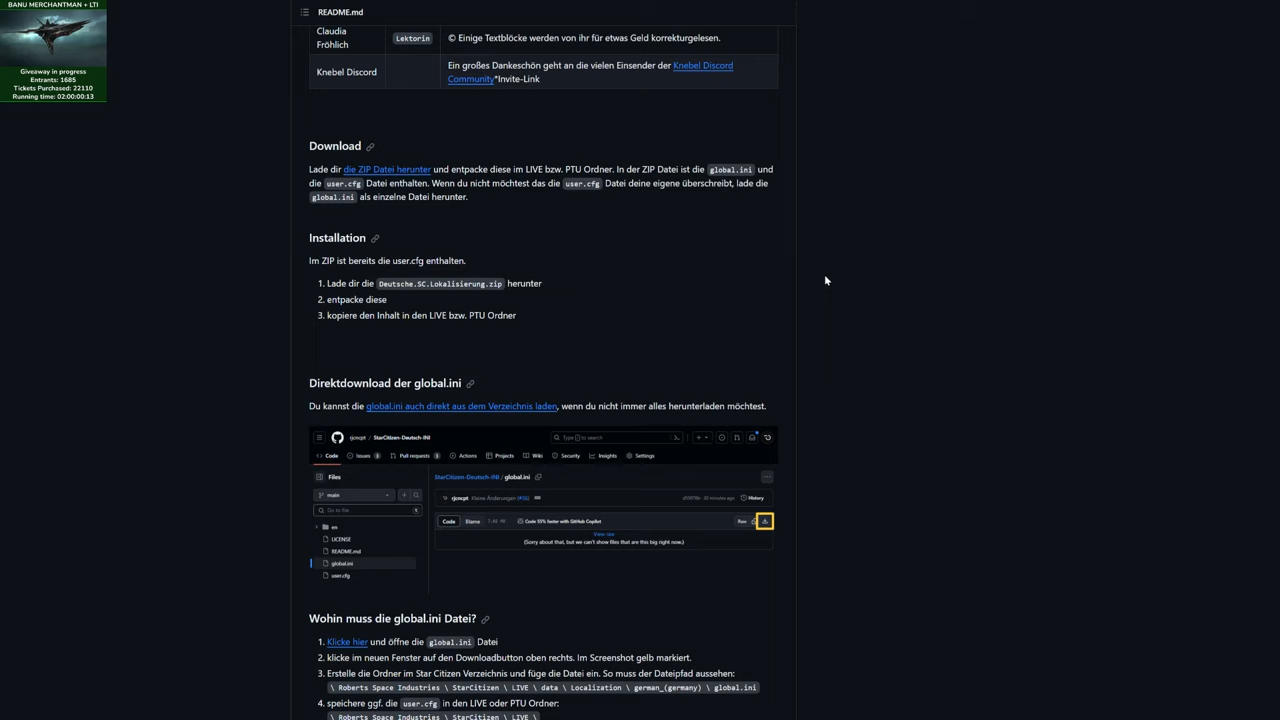 BANU MERCHANTMAN + LTI
Giveaway in progress
Entrants: 1685
Tickets Purchased: 22110
Running time: 02:00:00:13
README.md
Claudia
Fröhlich
Lektorin
© Einige Textblöcke werden von ihr für etwas Geld korrekturgelesen.
Knebel Discord
Ein großes Dankeschön geht an die vielen Einsender der Knebel Discord
Community*Invite-Link
Download
Lade dir die ZIP Datei herunter und entpacke diese im LIVE bzw. PTU Ordner. In der ZIP Datei ist die global.ini und
die user.cfg Datei enthalten. Wenn du nicht möchtest das die user.cfg Datei deine eigene überschreibt, lade die
global.ini als einzelne Datei herunter.
Installation
Im ZIP ist bereits die user.cfg enthalten.
1. Lade dir die Deutsche.SC.Lokalisierung.zip herunter
2. entpacke diese
3. kopiere den Inhalt in den LIVE bzw. PTU Ordner
Direktdownload der global.ini
Du kannst die global.ini auch direkt aus dem Verzeichnis laden, wenn du nicht immer alles herunterladen möchtest.
rjcncpt / StarCitizen-Deutsch-INI
Type / to search
Code Issues 3 Pull requests 3 Actions Projects Wiki Security Insights Settings
Files
StarCitizen-Deutsch-INI / global.ini
main
rjcncpt Kleine Änderungen
History
Go to file
Code Blame Code 55% faster with GitHub Copilot Raw
en
View raw
LICENSE
(Sorry about that, but we can't show files that are this big right now.)
README.md
global.ini
user.cfg
Wohin muss die global.ini Datei?
1. Klicke hier und öffne die global.ini Datei
2. klicke im neuen Fenster auf den Downloadbutton oben rechts. Im Screenshot gelb markiert.
3. Erstelle die Ordner im Star Citizen Verzeichnis und füge die Datei ein. So muss der Dateipfad aussehen:
\ Roberts Space Industries \ StarCitizen \ LIVE \ data \ Localization \ german_(germany) \ global.ini
4. speichere ggf. die user.cfg in den LIVE oder PTU Ordner:
\ Roberts Space Industries \ StarCitizen \ LIVE \